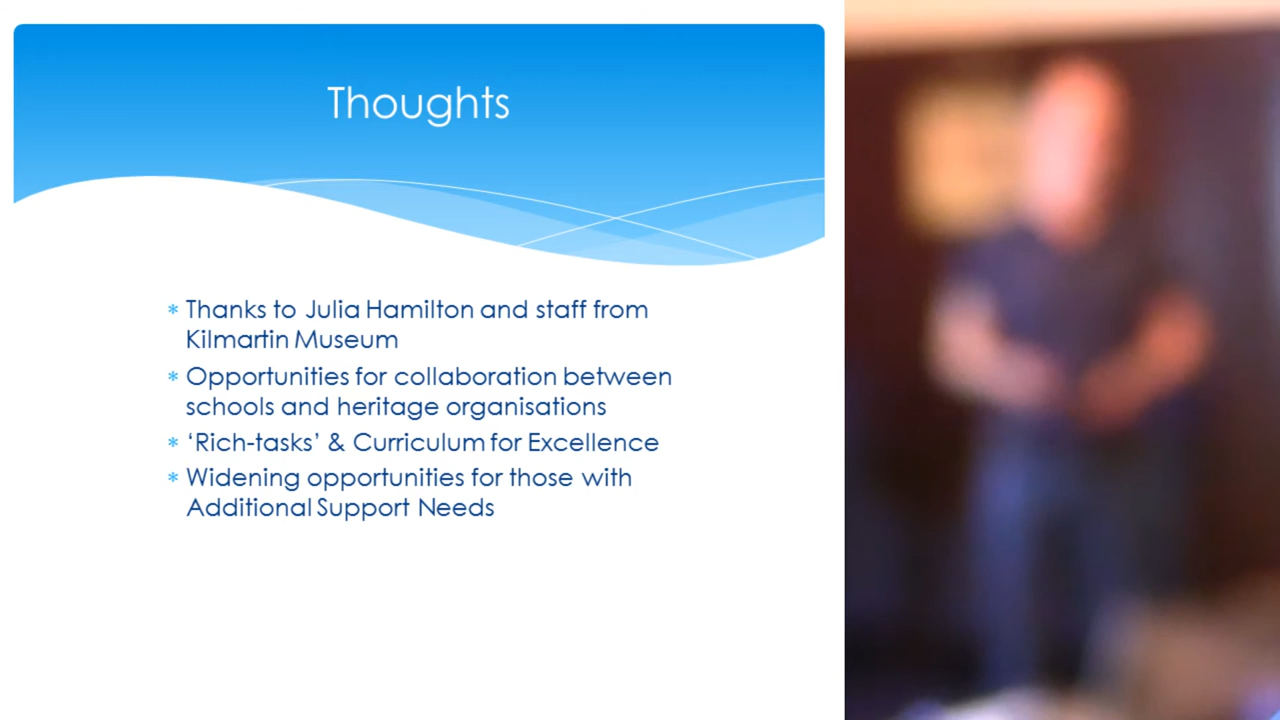 Thoughts
* Thanks to Julia Hamilton and staff from
Kilmartin Museum
* Opportunities for collaboration between
schools and heritage organisations
* ‘Rich-tasks’ & Curriculum for Excellence
* Widening opportunities for those with
Additional Support Needs